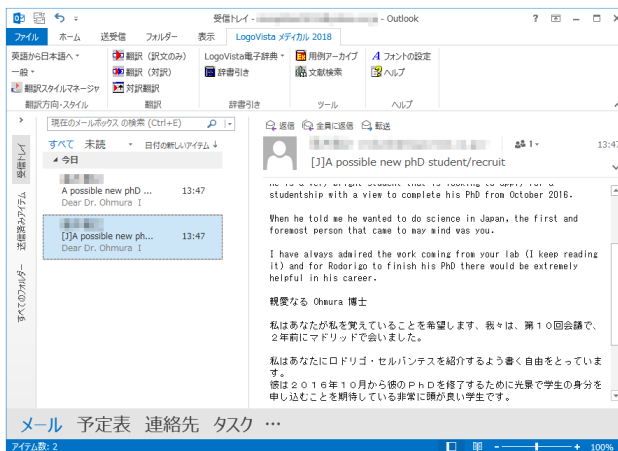 受信トレイ - - Outlook
ファイル ホーム 送受信 フォルダー 表示 LogoVista メディカル 2018
英語から日本語へ 翻訳（訳文のみ） LogoVista電子辞典 用例アーカイブ フォントの設定
一般 翻訳（対訳） 辞書引き 文献検索 ヘルプ
翻訳スタイルマネージャ 対訳翻訳
翻訳方向・スタイル 翻訳 辞書引き ツール ヘルプ
現在のメールボックス の検索 (Ctrl+E)
すべて 未読 日付の新しいアイテム ↓
今日
A possible new phD ... 13:47
Dear Dr. Ohmura I
[J]A possible new ph... 13:47
Dear Dr. Ohmura I
受信トレイ
送信済みアイテム
すべてのフォルダー
返信 全員に返信 転送
1 13:47
[J]A possible new phD student/recruit
he is a very bright student that is looking to apply for a
studentship with a view to complete his PhD from October 2016.
When he told me he wanted to do science in Japan, the first and
foremost person that came to may mind was you.
I have always admired the work coming from your lab (I keep reading
it) and for Rodorigo to finish his PhD there would be extremely
helpful in his career.
親愛なる Ohmura 博士
私はあなたが私を覚えていることを希望します、我々は、第１０回会議で、
２年前にマドリッドで会いました。
私はあなたにロドリゴ・セルバンテスを紹介するよう書く自由をとっていま
す。
彼は２０１６年１０月から彼のＰｈＤを修了するために光景で学生の身分を
申し込むことを期待している非常に頭が良い学生です。
メール 予定表 連絡先 タスク ···
アイテム数: 2 100%